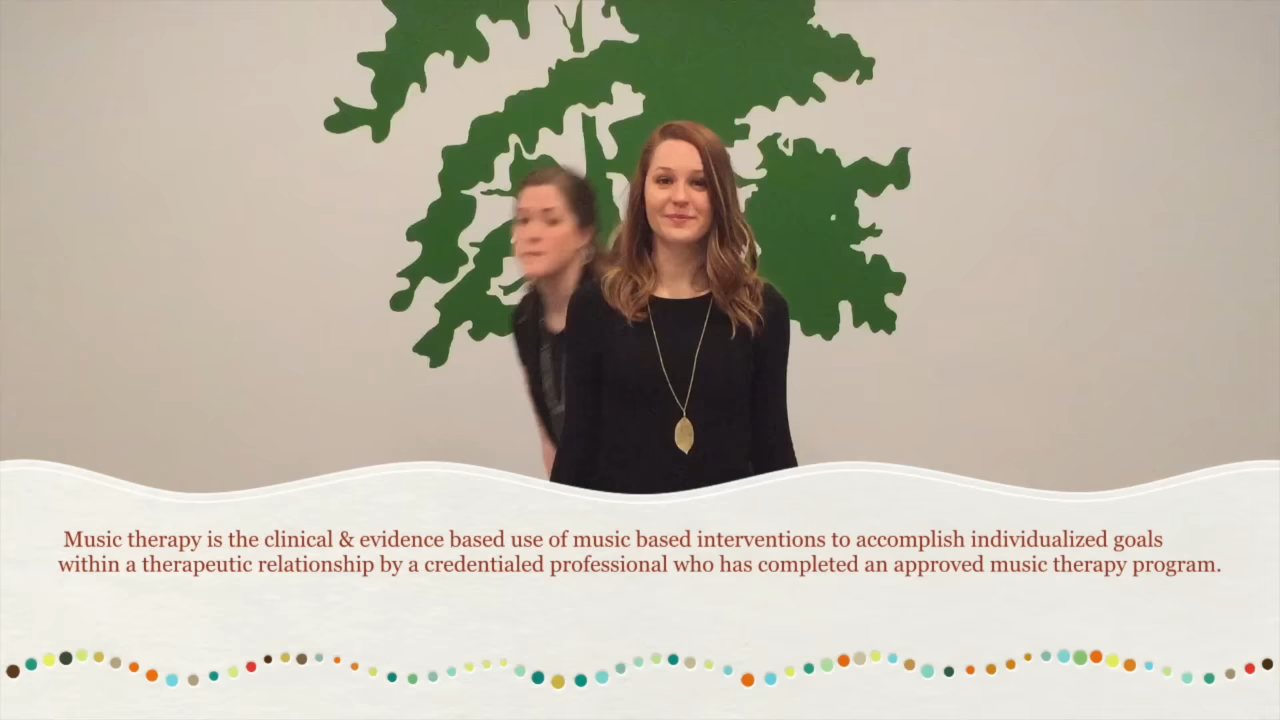 Music therapy is the clinical & evidence based use of music based interventions to accomplish individualized goals
within a therapeutic relationship by a credentialed professional who has completed an approved music therapy program.